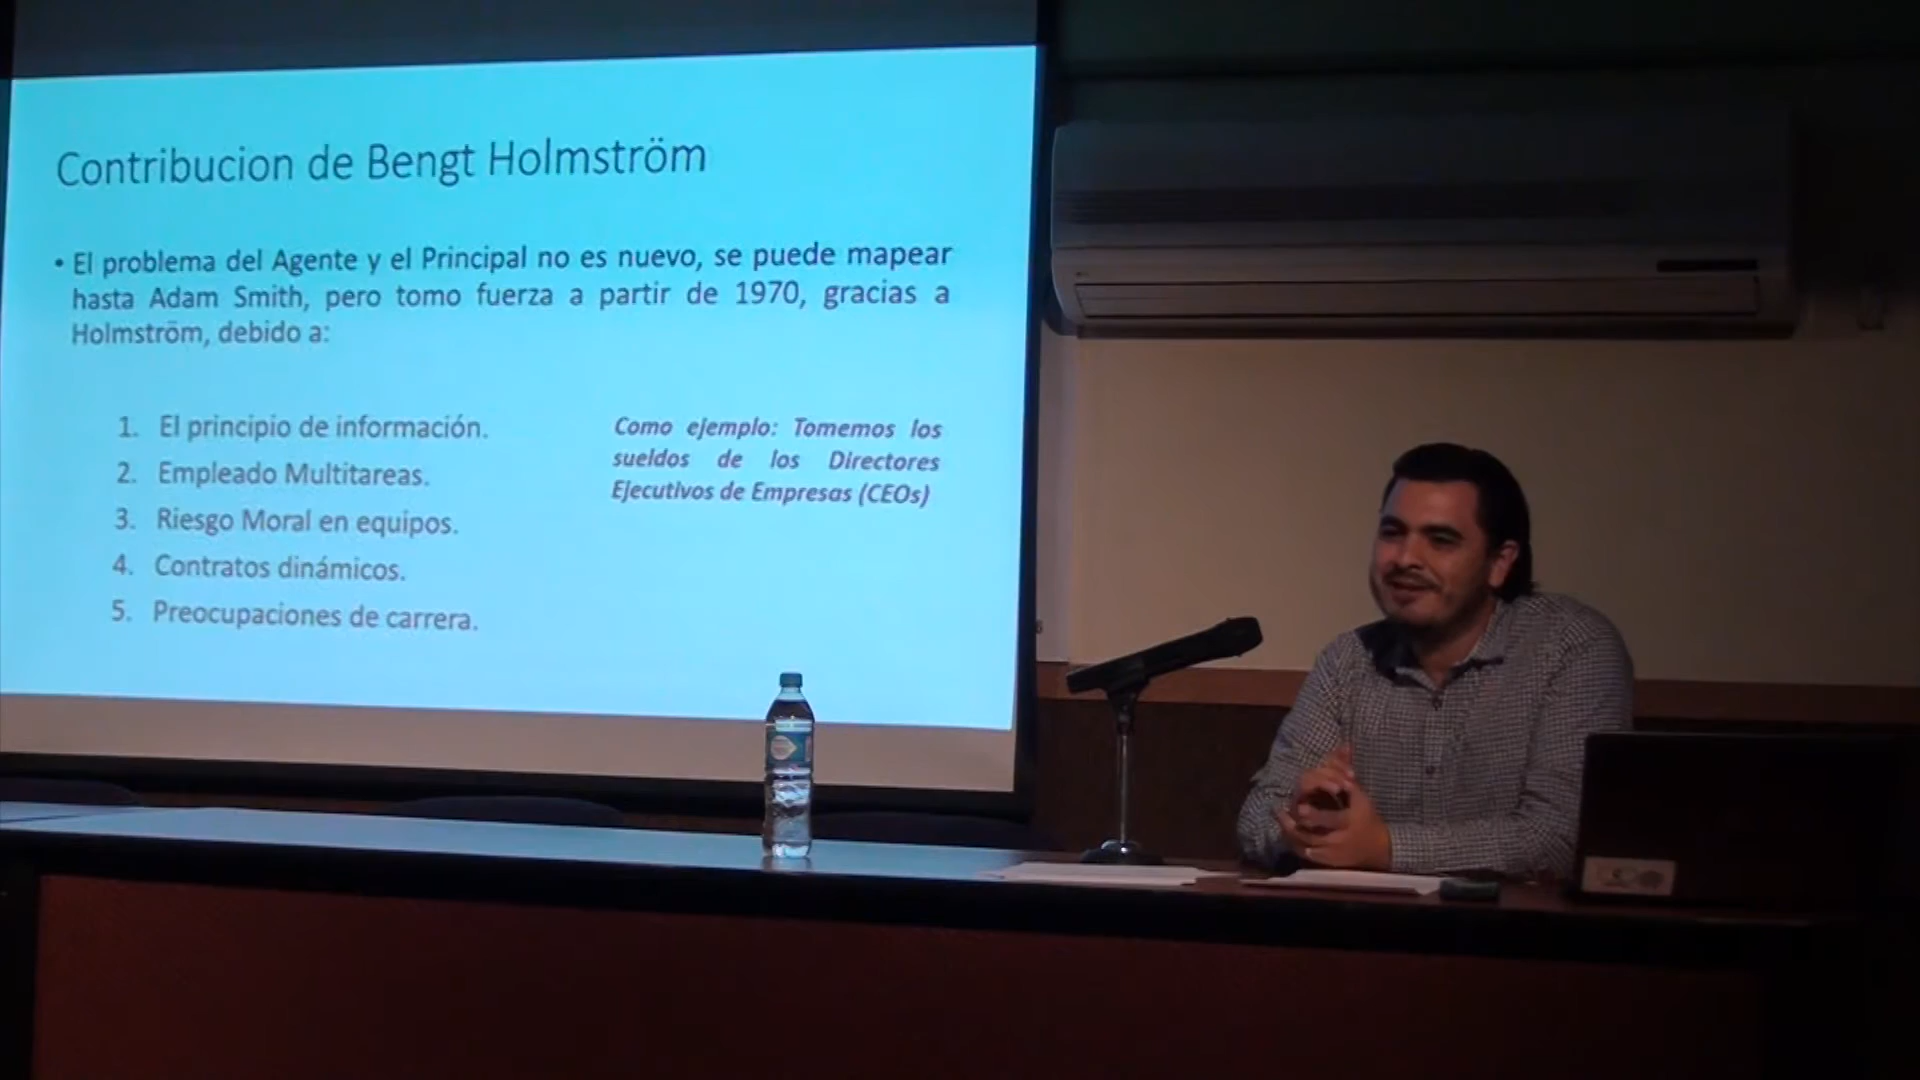 Contribucion de Bengt Holmström
• El problema del Agente y el Principal no es nuevo, se puede mapear
hasta Adam Smith, pero tomo fuerza a partir de 1970, gracias a
Holmström, debido a:
1. El principio de información.
2. Empleado Multitareas.
3. Riesgo Moral en equipos.
4. Contratos dinámicos.
5. Preocupaciones de carrera.
Como ejemplo: Tomemos los
sueldos de los Directores
Ejecutivos de Empresas (CEOs)